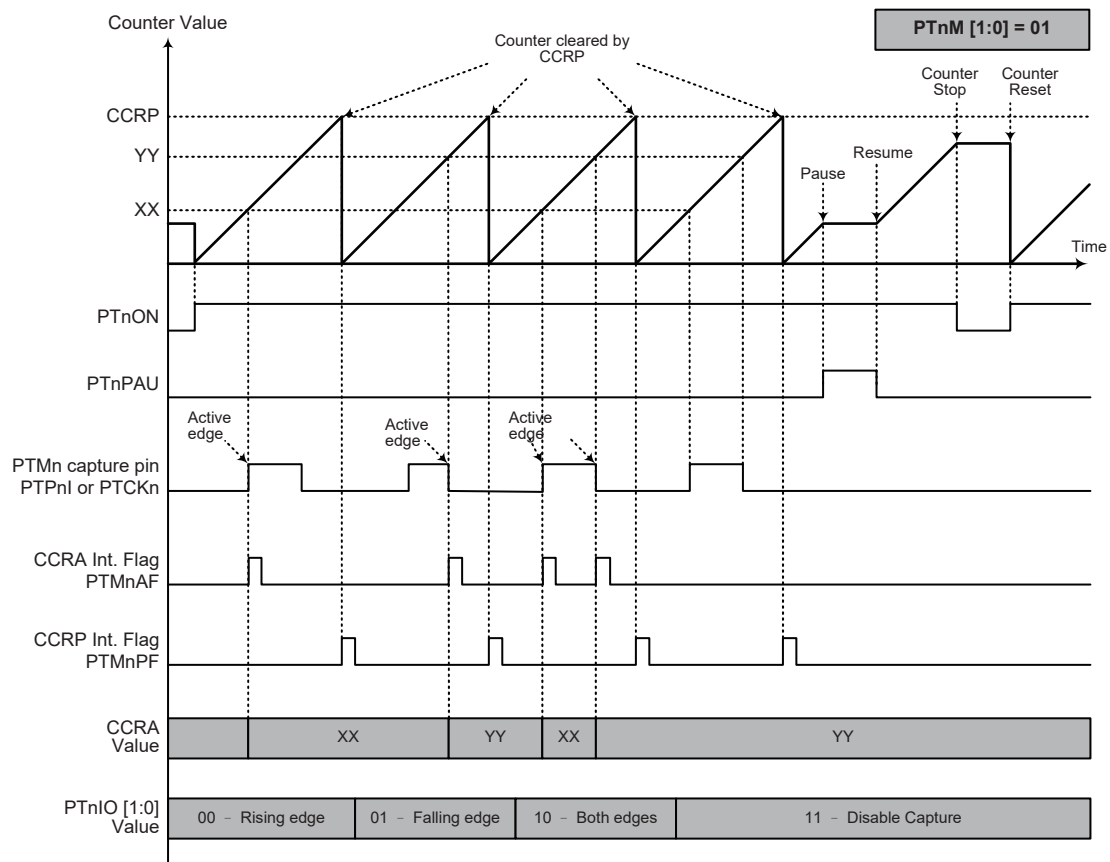 Counter Value
PTnM [1:0] = 01
Counter cleared by
CCRP
Counter
Stop
Counter
Reset
CCRP
YY
XX
Pause
Resume
Time
PTnON
PTnPAU
Active
edge
Active
edge
Active
edge
PTMn capture pin
PTPnI or PTCKn
CCRA Int. Flag
PTMnAF
CCRP Int. Flag
PTMnPF
CCRA
Value
XX
YY
XX
YY
PTnIO [1:0]
Value
00 – Rising edge
01 – Falling edge
10 – Both edges
11 – Disable Capture